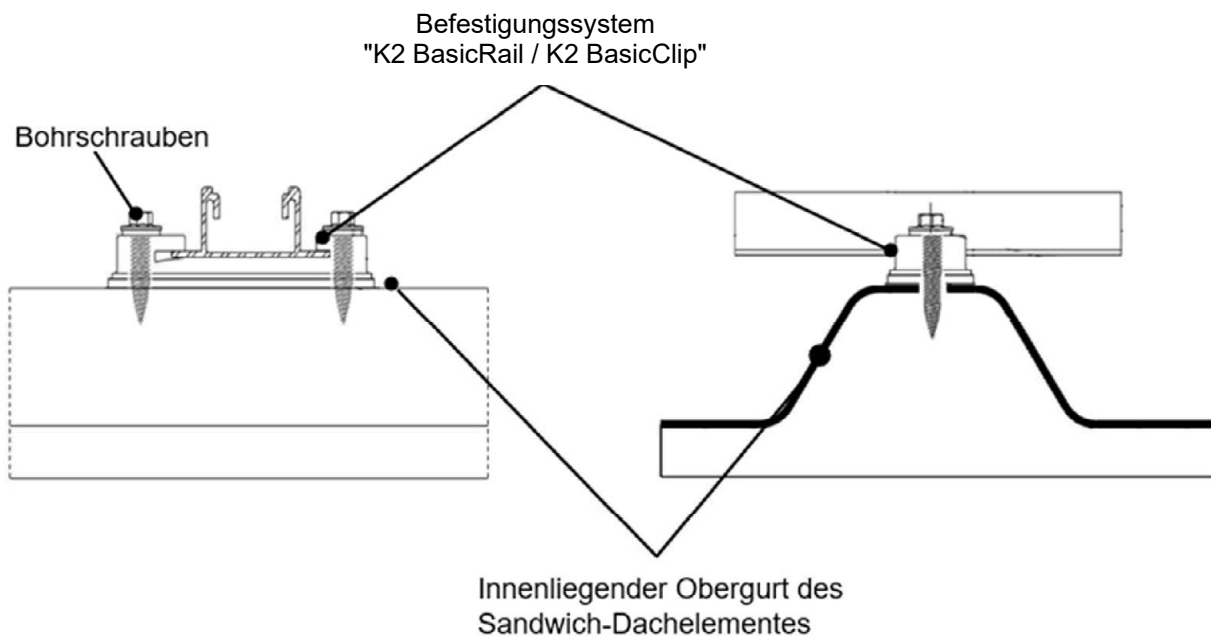 Befestigungssystem
"K2 BasicRail / K2 BasicClip"
Bohrschrauben
Innenliegender Obergurt des
Sandwich-Dachelementes